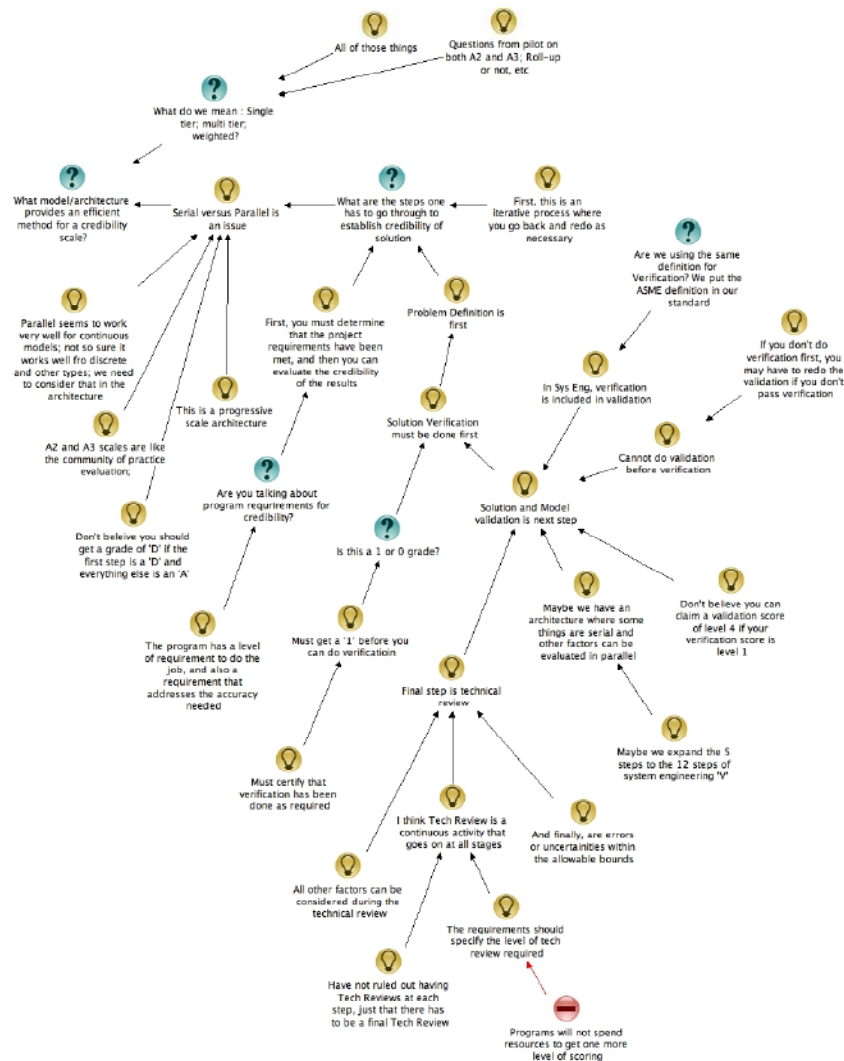 All of those things
Questions from pilot on
both A2 and A3; Roll-up
or not, etc
What do we mean : Single
tier; multi tier;
weighted?
What model/architecture
provides an efficient
method for a credibility
scale?
Serial versus Parallel is
an issue
What are the steps one
has to go through to
establish credibility of
solution
First, this is an
iterative process where
you go back and redo as
necessary
Are we using the same
definition for
Verification? We put the
ASME definition in our
standard
Parallel seems to work
very well for continuous
models; not so sure it
works well fro discrete
and other types; we need
to consider that in the
architecture
First, you must determine
that the project
requirements have been
met, and then you can
evaluate the credibility
of the results
Problem Definition is
first
If you don't do
verification first, you
may have to redo the
validation if you don't
pass verification
This is a progressive
scale architecture
In Sys Eng, verification
is included in validation
Solution Verification
must be done first
A2 and A3 scales are like
the community of practice
evaluation;
Cannot do validation
before verification
Are you talking about
program requrirements for
credibility?
Solution and Model
validation is next step
Don't beleive you should
get a grade of 'D' if the
first step is a 'D' and
everything else is an 'A'
Is this a 1 or 0 grade?
Maybe we have an
architecture where some
things are serial and
other factors can be
evaluated in parallel
Don't believe you can
claim a validation score
of level 4 if your
verification score is
level 1
The program has a level
of requirement to do the
job, and also a
requirement that
addresses the accuracy
needed
Must get a '1' before you
can do verificatioin
Final step is technical
review
Maybe we expand the 5
steps to the 12 steps of
system engineering 'V'
Must certify that
verification has been
done as required
I think Tech Review is a
continuous activity that
goes on at all stages
And finally, are errors
or uncertainities within
the allowable bounds
All other factors can be
considered during the
technical review
The requirements should
specify the level of tech
review required
Have not ruled out having
Tech Reviews at each
step, just that there has
to be a final Tech Review
Programs will not spend
resources to get one more
level of scoring